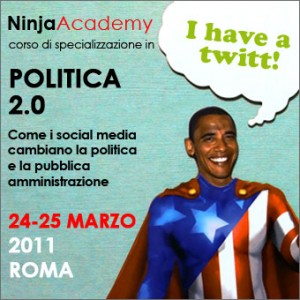 NinjaAcademy
corso di specializzazione in
POLITICA
2.0
Come i social media
cambiano la politica
e la pubblica
amministrazione
24-25 MARZO
2011
ROMA
I have a
twitt!